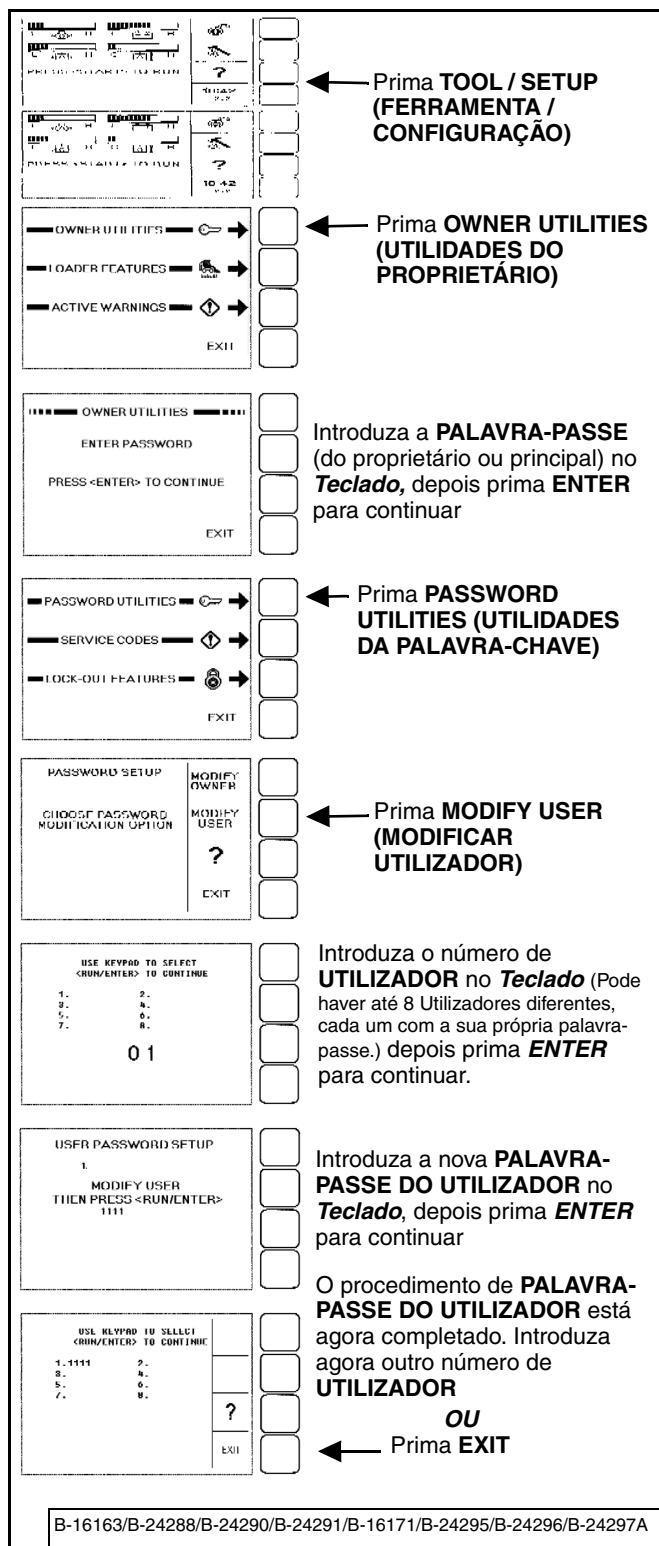 ?
Prima TOOL / SETUP
(FERRAMENTA /
CONFIGURAÇÃO)
?
10 42
OWNER UTILITIES
LOADER FEATURES
ACTIVE WARNINGS
EXIT
Prima OWNER UTILITIES
(UTILIDADES DO
PROPRIETÁRIO)
OWNER UTILITIES
ENTER PASSWORD
PRESS <ENTER> TO CONTINUE
EXIT
Introduza a PALAVRA-PASSE
(do proprietário ou principal) no
Teclado, depois prima ENTER
para continuar
PASSWORD UTILITIES
SERVICE CODES
LOCK-OUT FEATURES
EXIT
Prima PASSWORD
UTILITIES (UTILIDADES
DA PALAVRA-CHAVE)
PASSWORD SETUP
CHOOSE PASSWORD
MODIFICATION OPTION
MODIFY
OWNER
MODIFY
USER
?
EXIT
Prima MODIFY USER
(MODIFICAR
UTILIZADOR)
USE KEYPAD TO SELECT
<RUN/ENTER> TO CONTINUE
1. 2.
3. 4.
5. 6.
7. 8.
01
Introduza o número de
UTILIZADOR no Teclado (Pode
haver até 8 Utilizadores diferentes,
cada um com a sua própria palavra-
passe.) depois prima ENTER
para continuar.
USER PASSWORD SETUP
1.
MODIFY USER
THEN PRESS <RUN/ENTER>
1111
Introduza a nova PALAVRA-
PASSE DO UTILIZADOR no
Teclado, depois prima ENTER
para continuar
USE KEYPAD TO SELECT
<RUN/ENTER> TO CONTINUE
1.1111 2.
3. 4.
5. 6.
7. 8.
?
EXIT
O procedimento de PALAVRA-
PASSE DO UTILIZADOR está
agora completado. Introduza
agora outro número de
UTILIZADOR
OU
Prima EXIT
B-16163/B-24288/B-24290/B-24291/B-16171/B-24295/B-24296/B-24297A